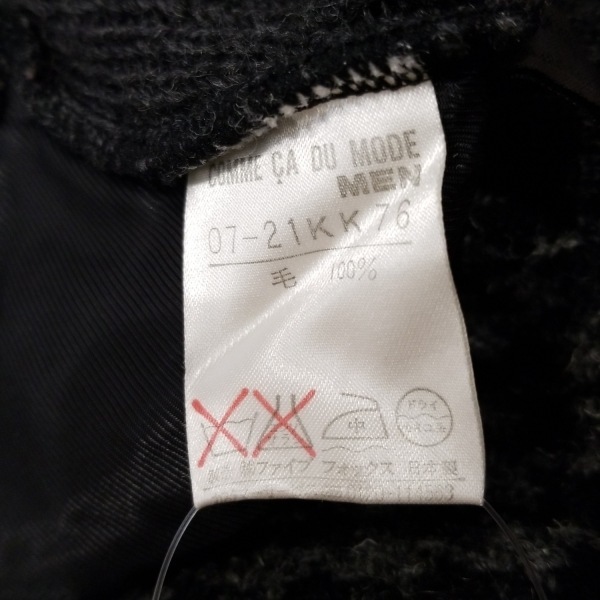 COMME ÇA DU MODE
MEN
07-21KK76
毛 100%
中 ドライ
㈱ファイブ フォックス 日本製